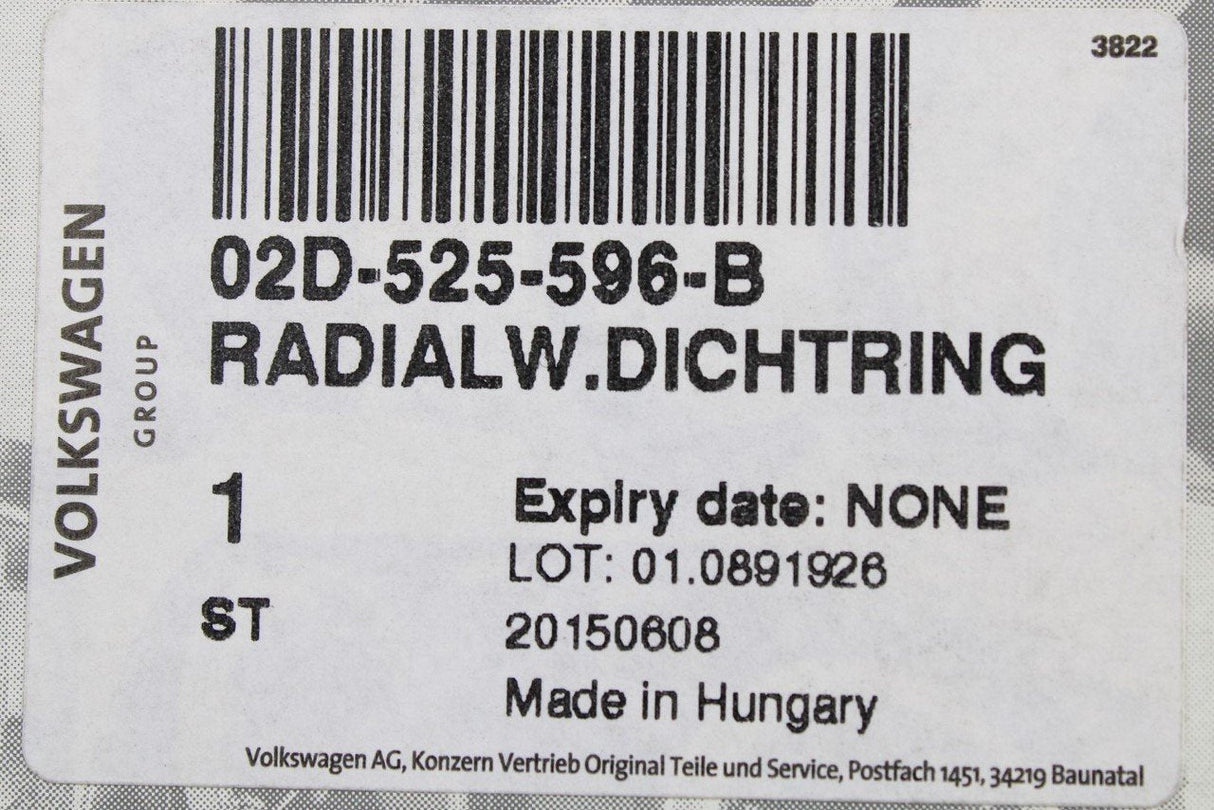 3822
VOLKSWAGEN
GROUP
02D-525-596-B
RADIALW.DICHTRING
1
Expiry date: NONE
LOT: 01.0891926
ST
20150608
Made in Hungary
Volkswagen AG, Konzern Vertrieb Original Teile und Service, Postfach 1451, 34219 Baunatal